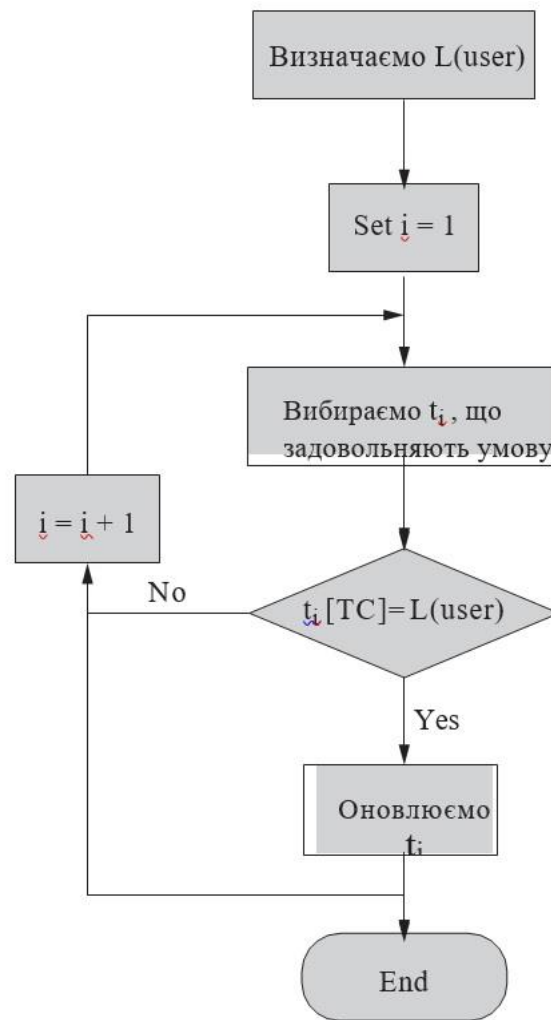 Визначаємо L(user)
Set i = 1
Вибираємо ti , що
задовольняють умову
i = i + 1
No
ti [TC]=L(user)
Yes
Оновлюємо
ti
End